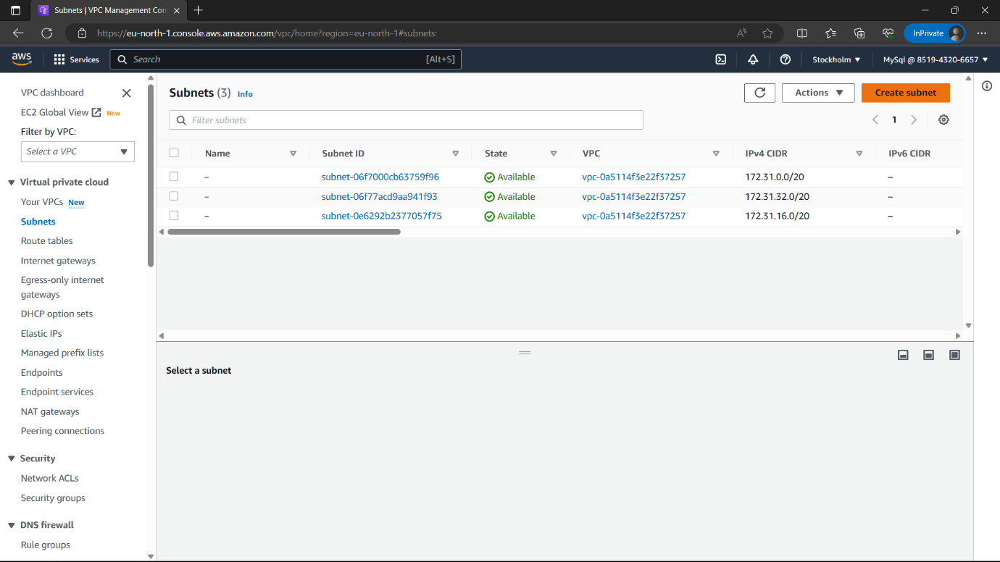 Subnets | VPC Management Con
https://eu-north-1.console.aws.amazon.com/vpc/home?region=eu-north-1#subnets:
InPrivate
aws
Services
Search
[Alt+S]
Stockholm
MySql @ 8519-4320-6657
VPC dashboard
EC2 Global View New
Filter by VPC:
Select a VPC
Virtual private cloud
Your VPCs New
Subnets
Route tables
Internet gateways
Egress-only internet
gateways
DHCP option sets
Elastic IPs
Managed prefix lists
Endpoints
Endpoint services
NAT gateways
Peering connections
Security
Network ACLs
Security groups
DNS firewall
Rule groups
Subnets (3) Info
Actions
Create subnet
Filter subnets
1
Name Subnet ID State VPC IPv4 CIDR IPv6 CIDR
– subnet-06f7000cb63759f96 Available vpc-0a5114f3e22f37257 172.31.0.0/20 –
– subnet-06f77acd9aa941f93 Available vpc-0a5114f3e22f37257 172.31.32.0/20 –
– subnet-0e6292b2377057f75 Available vpc-0a5114f3e22f37257 172.31.16.0/20 –
Select a subnet